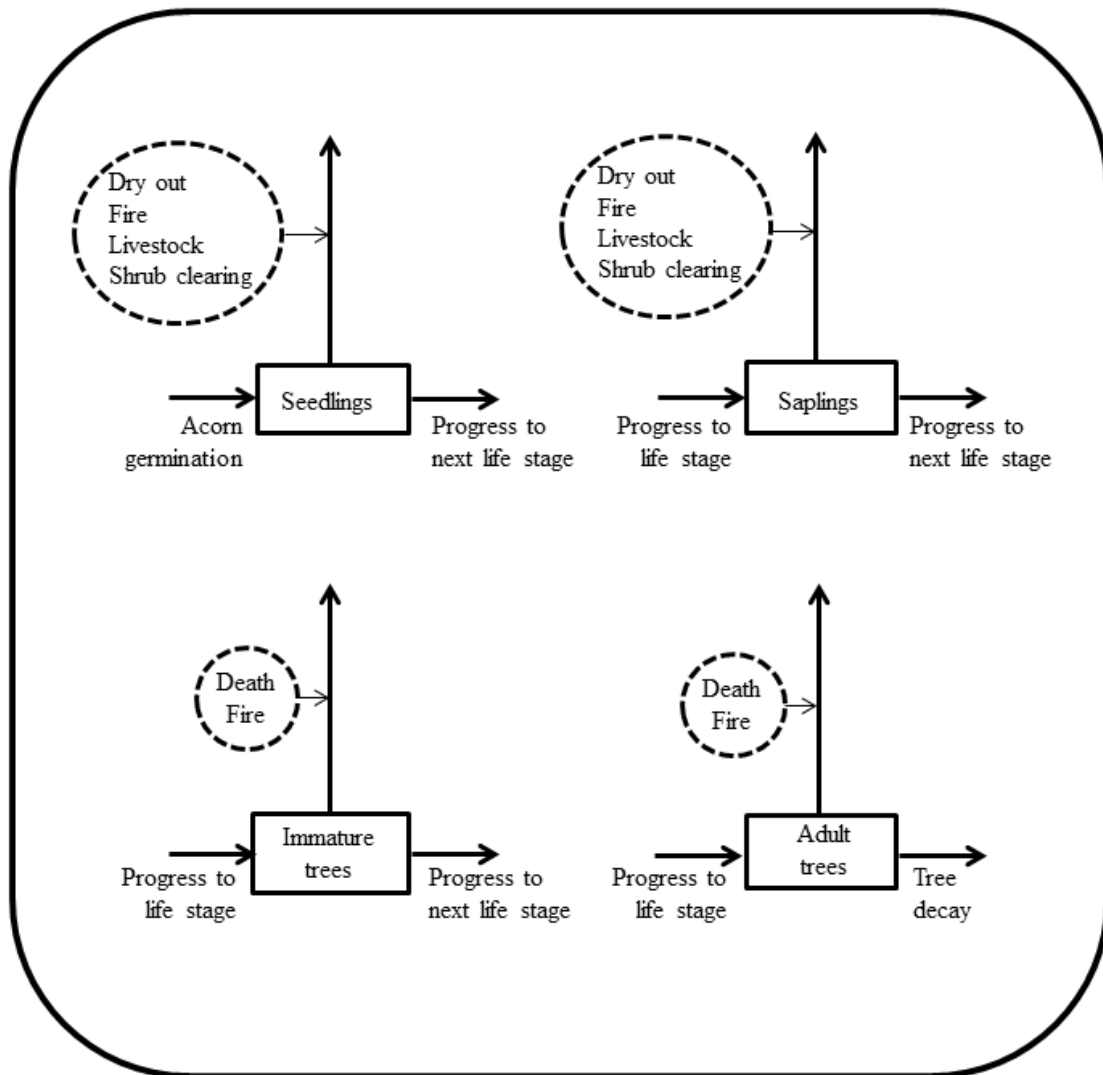 Dry out
Fire
Livestock
Shrub clearing
Seedlings
Acorn
germination
Progress to
next life stage
Dry out
Fire
Livestock
Shrub clearing
Saplings
Progress to
life stage
Progress to
next life stage
Death
Fire
Immature
trees
Progress to
life stage
Progress to
next life stage
Death
Fire
Adult
trees
Progress to
life stage
Tree
decay